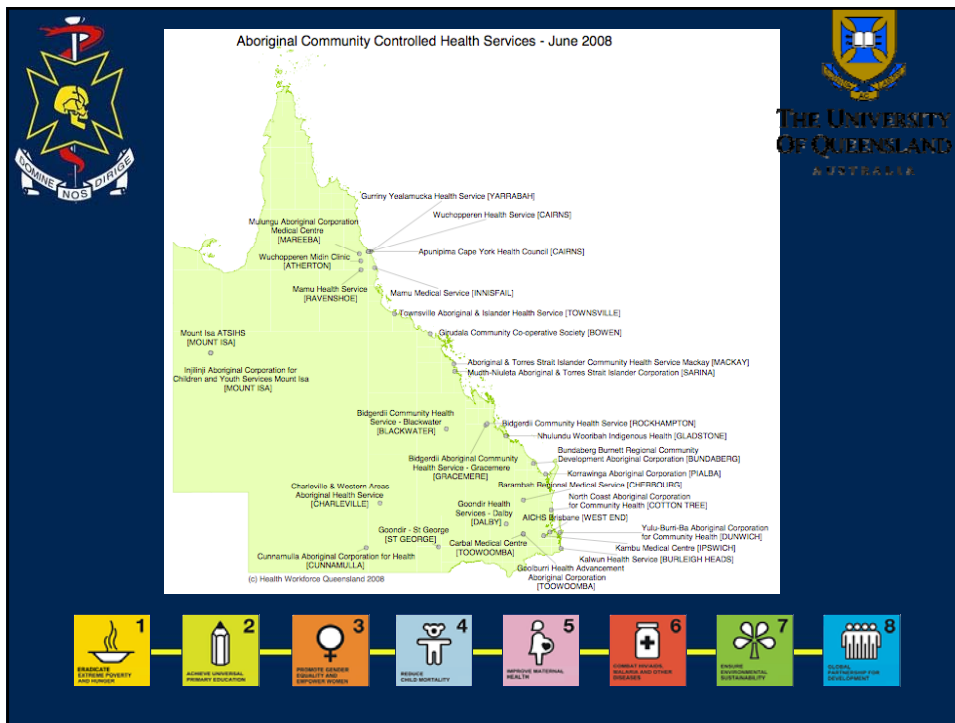 Aboriginal Community Controlled Health Services - June 2008
DOMINE NOS DIRIGE
THE UNIVERSITY
OF QUEENSLAND
AUSTRALIA
Gurriny Yealamucka Health Service [YARRABAH]
Wuchopperen Health Service [CAIRNS]
Mulungu Aboriginal Corporation
Medical Centre
[MAREEBA]
Apunipima Cape York Health Council [CAIRNS]
Wuchopperen Midin Clinic
[ATHERTON]
Mamu Health Service
[RAVENSHOE]
Mamu Medical Service [INNISFAIL]
Townsville Aboriginal & Islander Health Service [TOWNSVILLE]
Girudala Community Co-operative Society [BOWEN]
Mount Isa ATSIHS
[MOUNT ISA]
Injilinji Aboriginal Corporation for
Children and Youth Services Mount Isa
[MOUNT ISA]
Aboriginal & Torres Strait Islander Community Health Service Mackay [MACKAY]
Mudth-Niuleta Aboriginal & Torres Strait Islander Corporation [SARINA]
Bidgerdii Community Health
Service - Blackwater
[BLACKWATER]
Bidgerdii Community Health Service [ROCKHAMPTON]
Nhulundu Wooribah Indigenous Health [GLADSTONE]
Bidgerdii Aboriginal Community
Health Service - Gracemere
[GRACEMERE]
Bundaberg Burnett Regional Community
Development Aboriginal Corporation [BUNDABERG]
Korrawinga Aboriginal Corporation [PIALBA]
Barambah Regional Medical Service [CHERBOURG]
Charleville & Western Areas
Aboriginal Health Service
[CHARLEVILLE]
North Coast Aboriginal Corporation
for Community Health [COTTON TREE]
Goondir Health
Services - Dalby
[DALBY]
AICHS Brisbane [WEST END]
Goondir - St George
[ST GEORGE]
Carbal Medical Centre
[TOOWOOMBA]
Yulu-Burri-Ba Aboriginal Corporation
for Community Health [DUNWICH]
Kambu Medical Centre [IPSWICH]
Kalwun Health Service [BURLEIGH HEADS]
Cunnamulla Aboriginal Corporation for Health
[CUNNAMULLA]
Goolburri Health Advancement
Aboriginal Corporation
[TOOWOOMBA]
(c) Health Workforce Queensland 2008
1
ERADICATE
EXTREME POVERTY
AND HUNGER
2
ACHIEVE UNIVERSAL
PRIMARY EDUCATION
3
PROMOTE GENDER
EQUALITY AND
EMPOWER WOMEN
4
REDUCE
CHILD MORTALITY
5
IMPROVE MATERNAL
HEALTH
6
COMBAT HIV/AIDS,
MALARIA AND OTHER
DISEASES
7
ENSURE
ENVIRONMENTAL
SUSTAINABILITY
8
GLOBAL
PARTNERSHIP FOR
DEVELOPMENT